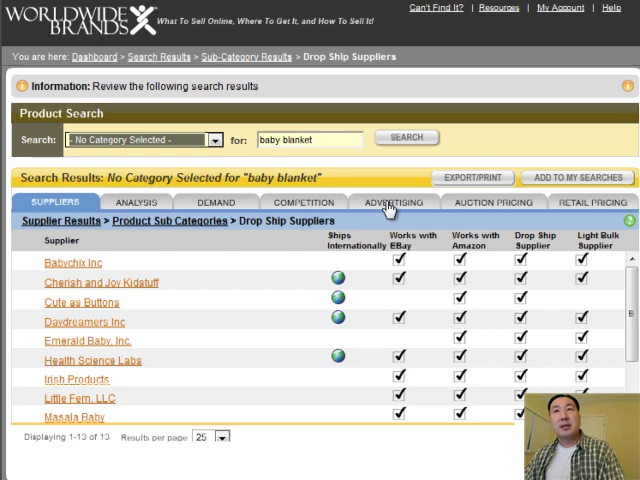 Can't Find It? | Resources | My Account | Help
WORLDWIDE
BRANDS
What To Sell Online, Where To Get It, and How To Sell It!
You are here: Dashboard > Search Results > Sub-Category Results > Drop Ship Suppliers
Information: Review the following search results
Product Search
Search: - No Category Selected - for: baby blanket SEARCH
Search Results: No Category Selected for "baby blanket" EXPORT/PRINT ADD TO MY SEARCHES
SUPPLIERS ANALYSIS DEMAND COMPETITION ADVERTISING AUCTION PRICING RETAIL PRICING
Supplier Results > Product Sub Categories > Drop Ship Suppliers ?
Supplier Ships Internationally Works with EBay Works with Amazon Drop Ship Supplier Light Bulk Supplier
Babychix Inc
Cherish and Joy Kidstuff
Cute as Buttons
Daydreamers Inc
Emerald Baby, Inc.
Health Science Labs
Irish Products
Little Fern, LLC
Masala Baby
Displaying 1-13 of 13 Results per page 25